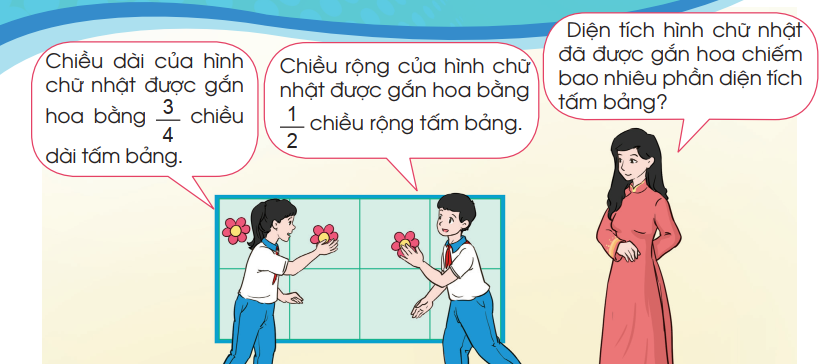 Chiều dài của hình
chữ nhật được gắn
hoa bằng 3/4 chiều
dài tấm bảng.
Chiều rộng của hình chữ
nhật được gắn hoa bằng
1/2 chiều rộng tấm bảng.
Diện tích hình chữ nhật
đã được gắn hoa chiếm
bao nhiêu phần diện tích
tấm bảng?